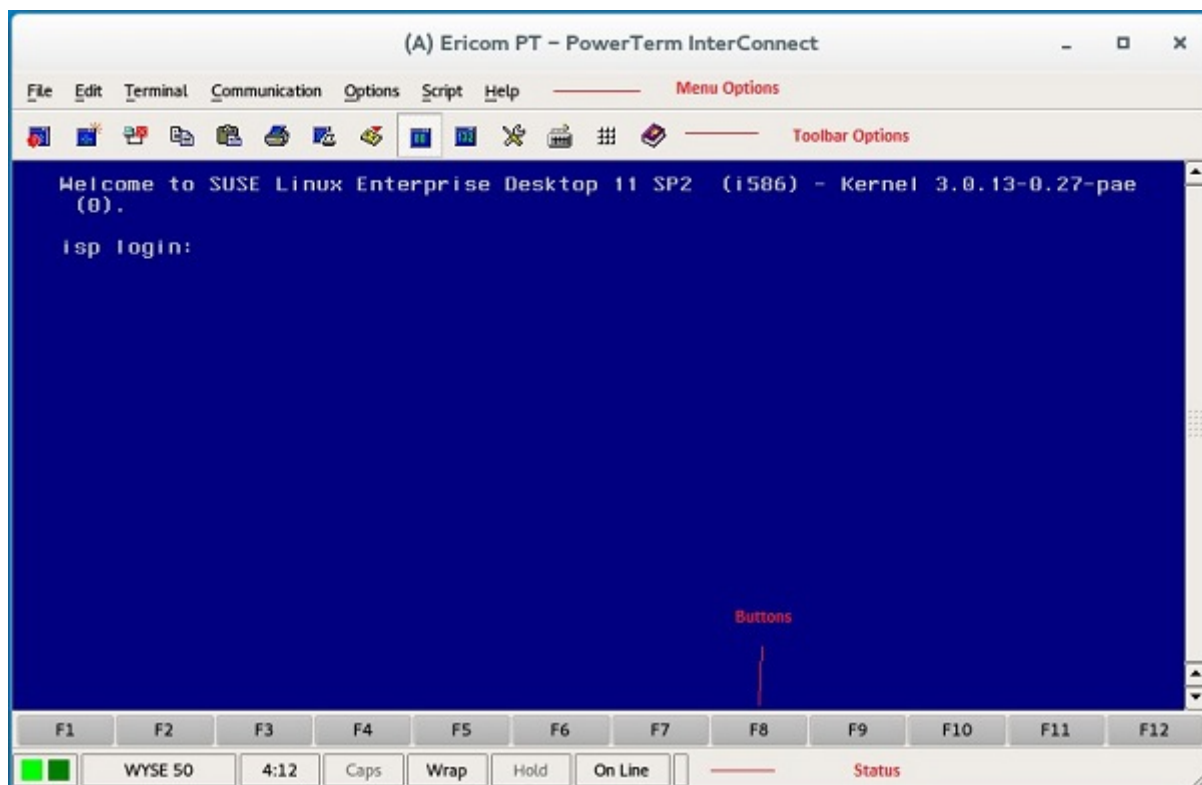 (A) Ericom PT - PowerTerm InterConnect
File Edit Terminal Communication Options Script Help Menu Options
Toolbar Options
Welcome to SUSE Linux Enterprise Desktop 11 SP2 (i586) - Kernel 3.0.13-0.27-pae
(0).
isp login:
Buttons
F1 F2 F3 F4 F5 F6 F7 F8 F9 F10 F11 F12
WYSE 50 4:12 Caps Wrap Hold On Line Status